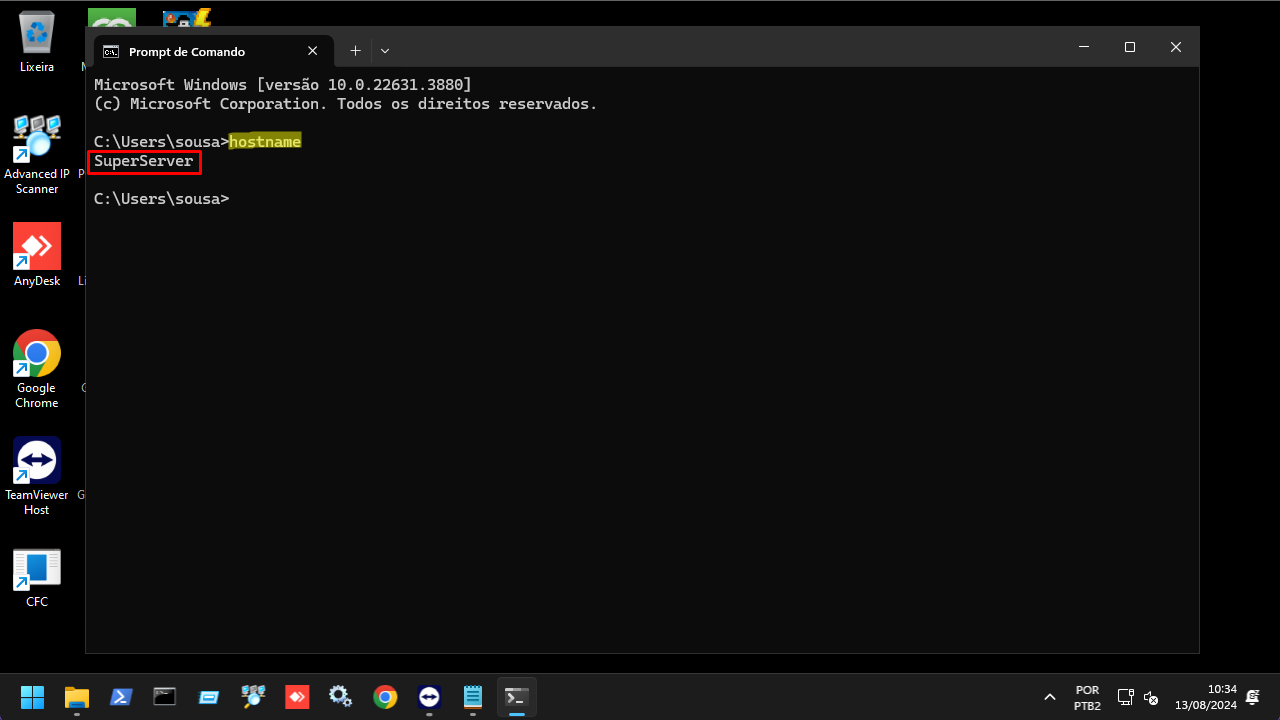 Prompt de Comando
Microsoft Windows [versão 10.0.22631.3880]
(c) Microsoft Corporation. Todos os direitos reservados.
C:\Users\sousa>hostname
SuperServer
C:\Users\sousa>
Lixeira
Advanced IP
Scanner
AnyDesk
Google
Chrome
TeamViewer
Host
CFC
POR
PTB2
10:34
13/08/2024